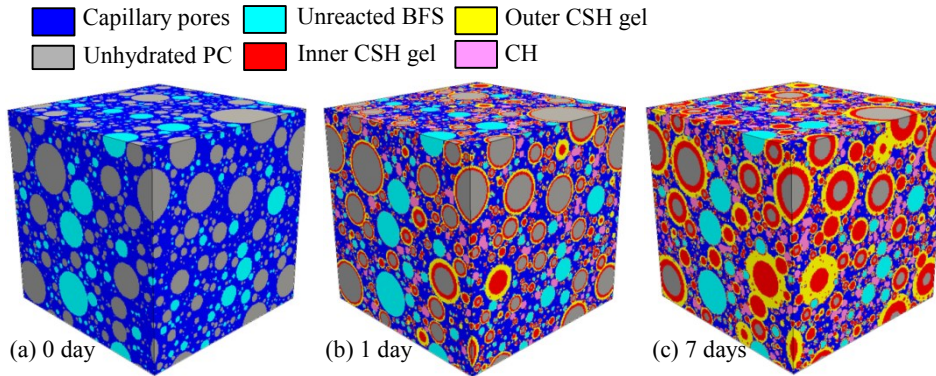 Capillary pores Unreacted BFS Outer CSH gel
Unhydrated PC Inner CSH gel CH
(a) 0 day (b) 1 day (c) 7 days